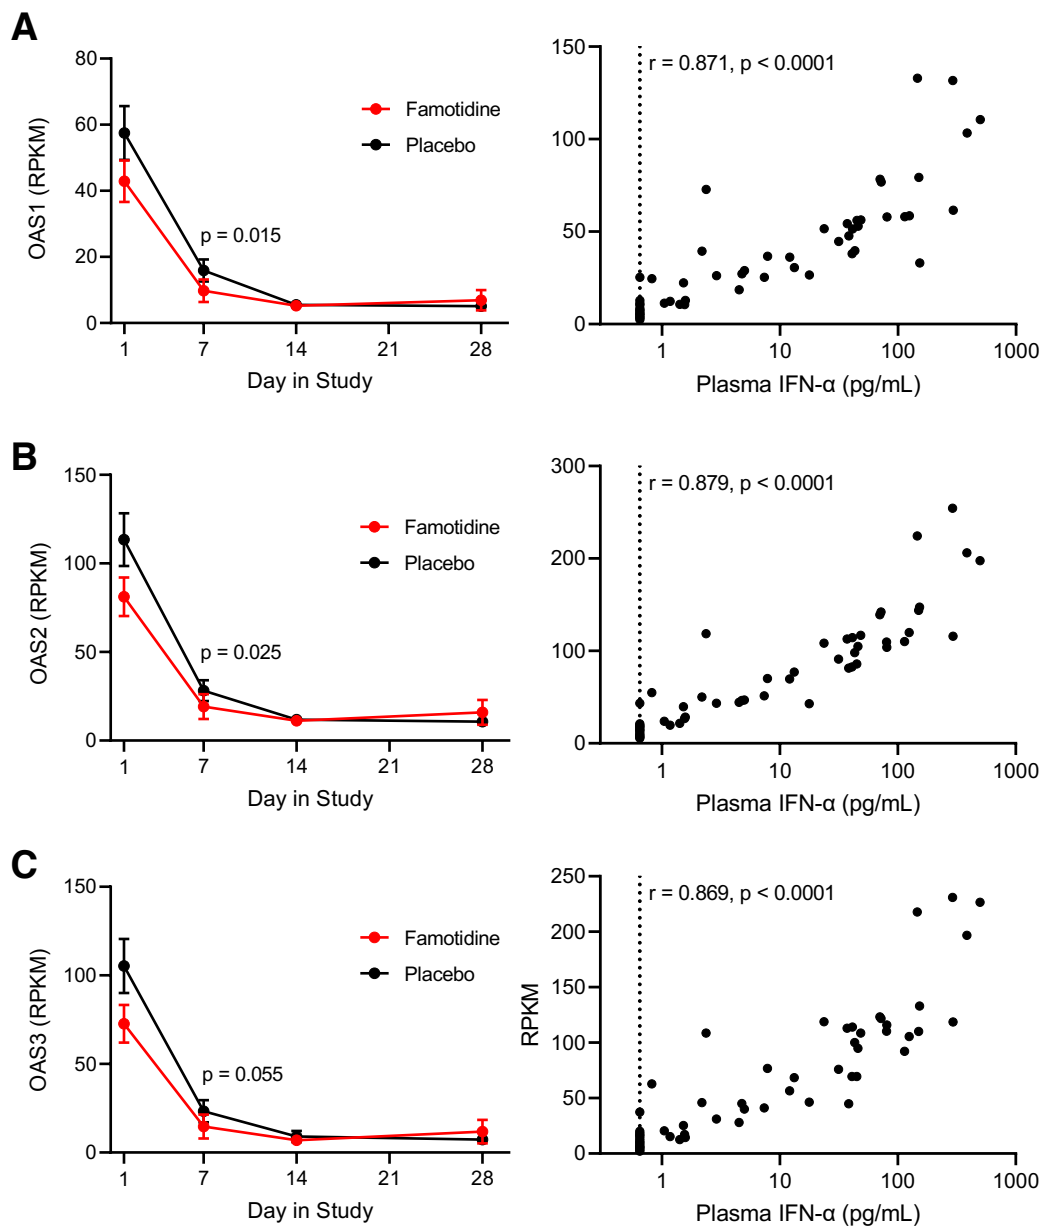 A
80
60
40
20
0
OAS1 (RPKM)
Famotidine
Placebo
p = 0.015
1 7 14 21 28
Day in Study
150
100
50
0
r = 0.871, p < 0.0001
1 10 100 1000
Plasma IFN-α (pg/mL)
B
150
100
50
0
OAS2 (RPKM)
Famotidine
Placebo
p = 0.025
1 7 14 21 28
Day in Study
300
200
100
0
r = 0.879, p < 0.0001
1 10 100 1000
Plasma IFN-α (pg/mL)
C
150
100
50
0
OAS3 (RPKM)
Famotidine
Placebo
p = 0.055
1 7 14 21 28
Day in Study
250
200
150
100
50
0
RPKM
r = 0.869, p < 0.0001
1 10 100 1000
Plasma IFN-α (pg/mL)